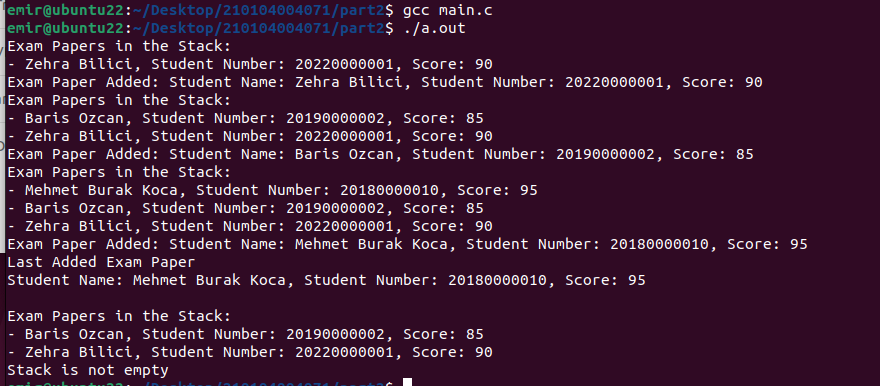 emir@ubuntu22:~/Desktop/210104004071/part2$ gcc main.c
emir@ubuntu22:~/Desktop/210104004071/part2$ ./a.out
Exam Papers in the Stack:
- Zehra Bilici, Student Number: 20220000001, Score: 90
Exam Paper Added: Student Name: Zehra Bilici, Student Number: 20220000001, Score: 90
Exam Papers in the Stack:
- Baris Ozcan, Student Number: 20190000002, Score: 85
- Zehra Bilici, Student Number: 20220000001, Score: 90
Exam Paper Added: Student Name: Baris Ozcan, Student Number: 20190000002, Score: 85
Exam Papers in the Stack:
- Mehmet Burak Koca, Student Number: 20180000010, Score: 95
- Baris Ozcan, Student Number: 20190000002, Score: 85
- Zehra Bilici, Student Number: 20220000001, Score: 90
Exam Paper Added: Student Name: Mehmet Burak Koca, Student Number: 20180000010, Score: 95
Last Added Exam Paper
Student Name: Mehmet Burak Koca, Student Number: 20180000010, Score: 95
Exam Papers in the Stack:
- Baris Ozcan, Student Number: 20190000002, Score: 85
- Zehra Bilici, Student Number: 20220000001, Score: 90
Stack is not empty
emir@ubuntu22:~/Desktop/210104004071/part2$